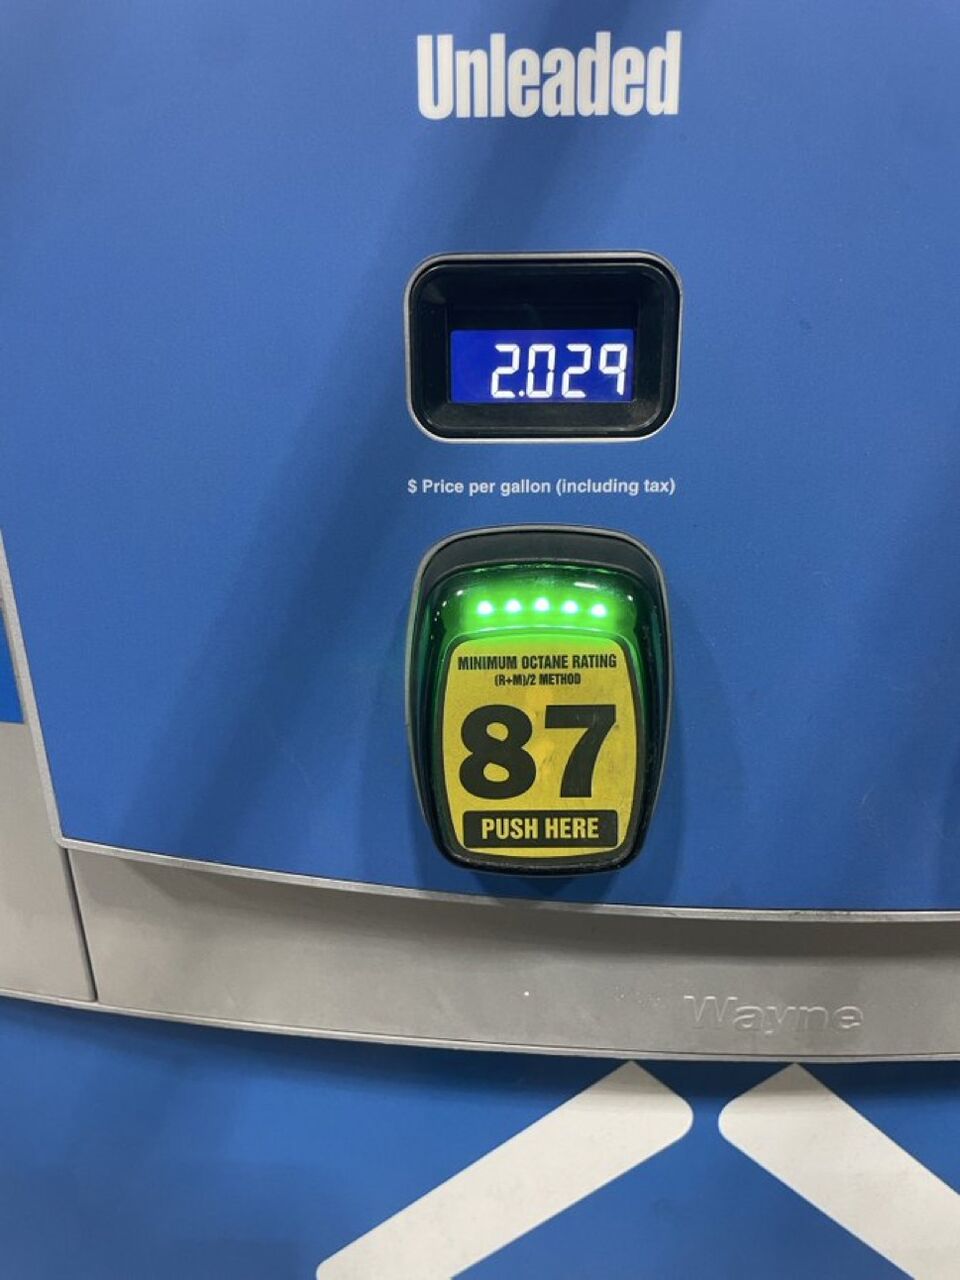 Unleaded
2.029
$ Price per gallon (including tax)
MINIMUM OCTANE RATING
(R+M)/2 METHOD
87
PUSH HERE
Wayne